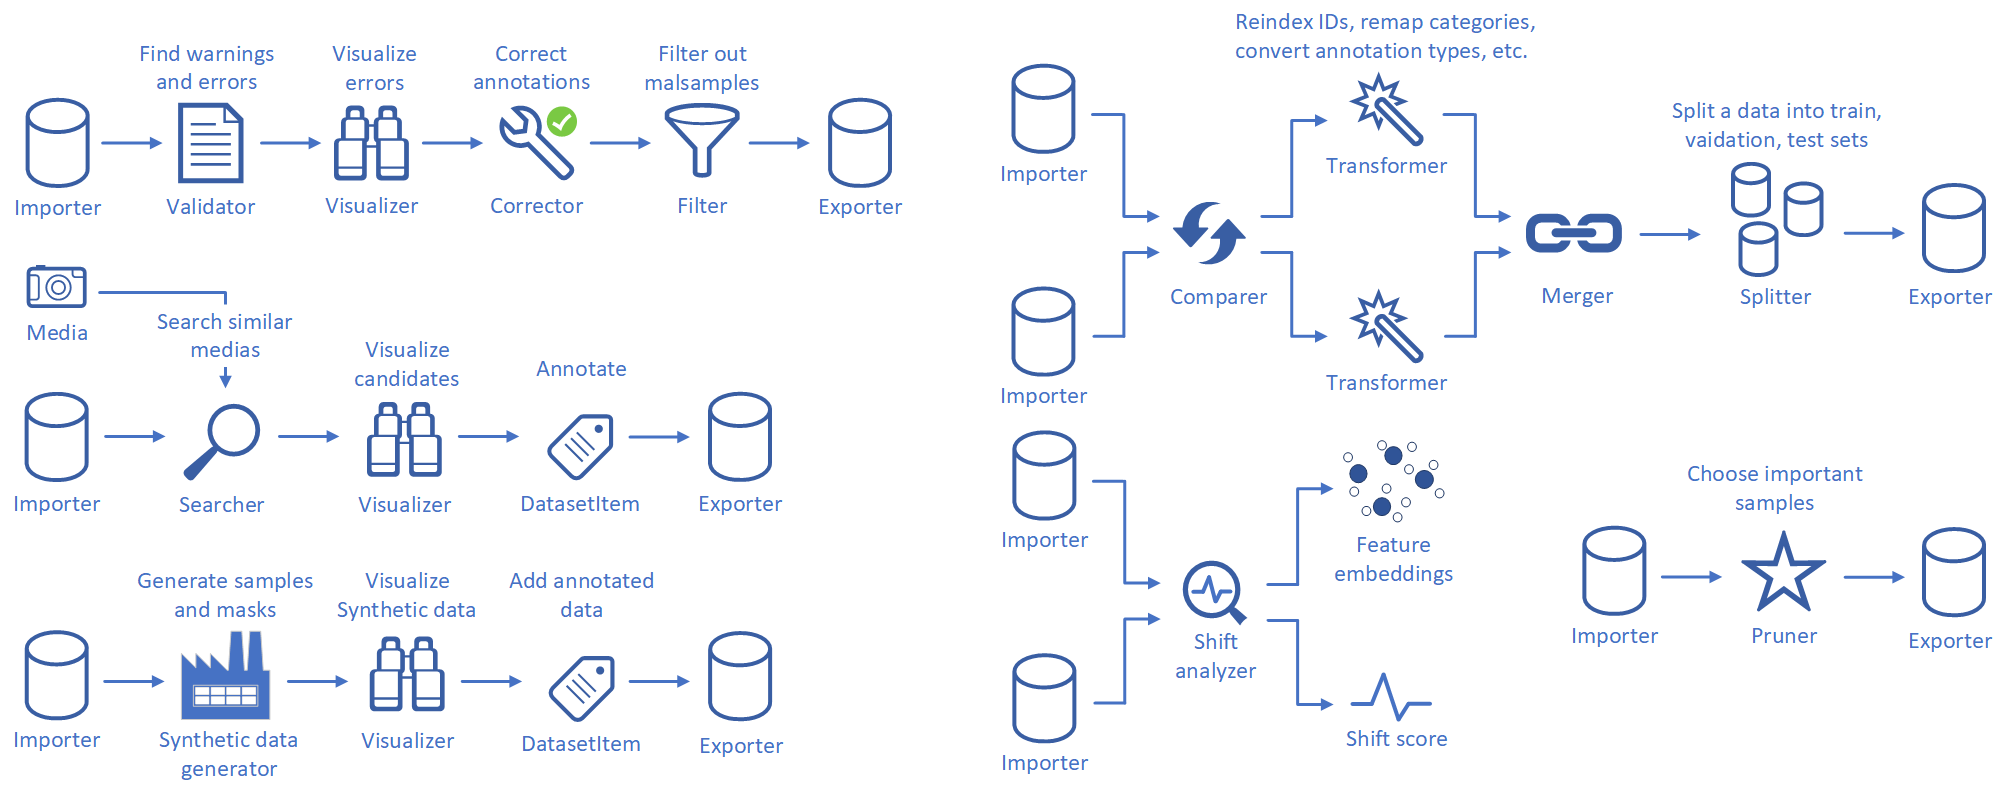 Find warnings
and errors
Visualize
errors
Correct
annotations
Filter out
malsamples
Importer
Validator
Visualizer
Corrector
Filter
Exporter
Media
Search similar
medias
Visualize
candidates
Annotate
Importer
Searcher
Visualizer
DatasetItem
Exporter
Generate samples
and masks
Visualize
Synthetic data
Add annotated
data
Importer
Synthetic data
generator
Visualizer
DatasetItem
Exporter
Reindex IDs, remap categories,
convert annotation types, etc.
Importer
Transformer
Split a data into train,
vaidation, test sets
Comparer
Merger
Splitter
Exporter
Importer
Transformer
Importer
Feature
embeddings
Shift
analyzer
Importer
Shift score
Choose important
samples
Importer
Pruner
Exporter